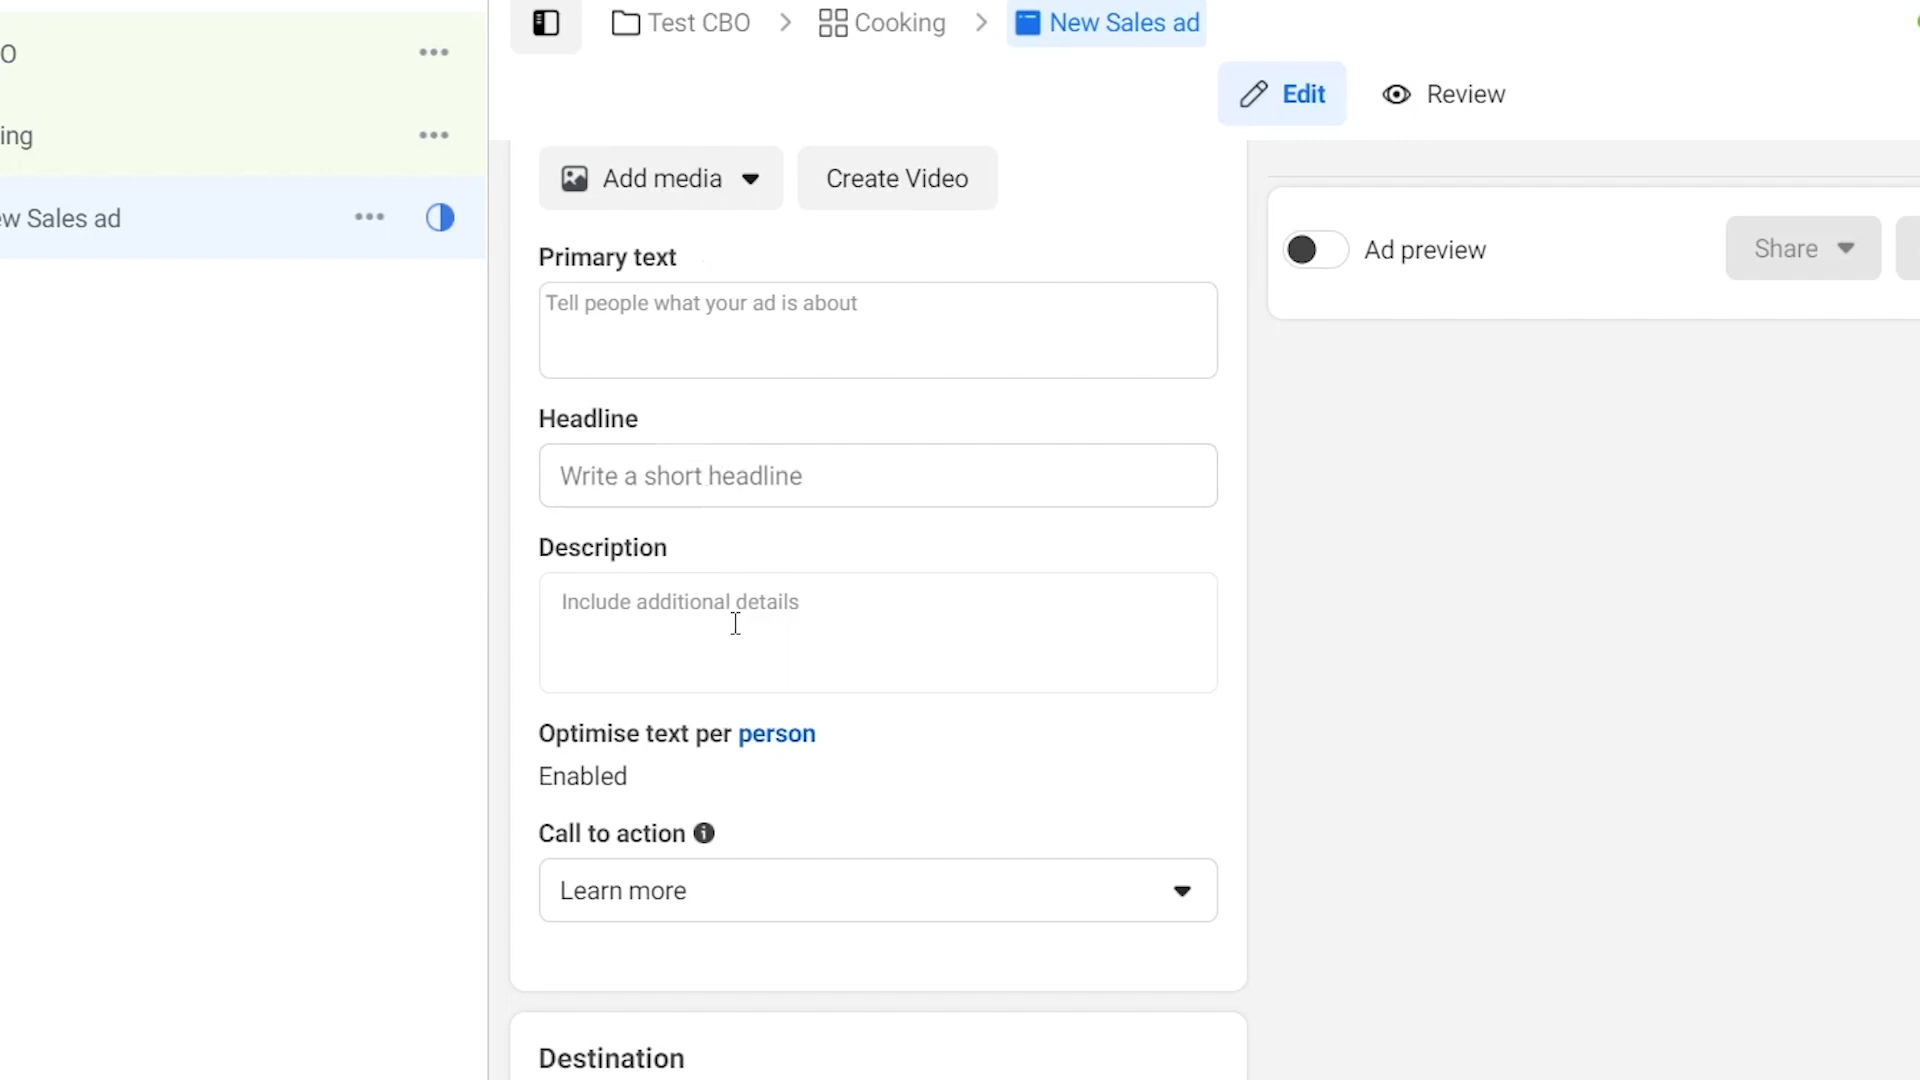 Test CBO > Cooking > New Sales ad
O
Edit Review
ing
Add media Create Video
ew Sales ad
Primary text
Ad preview Share
Tell people what your ad is about
Headline
Write a short headline
Description
Include additional details
Optimise text per person
Enabled
Call to action
Learn more
Destination